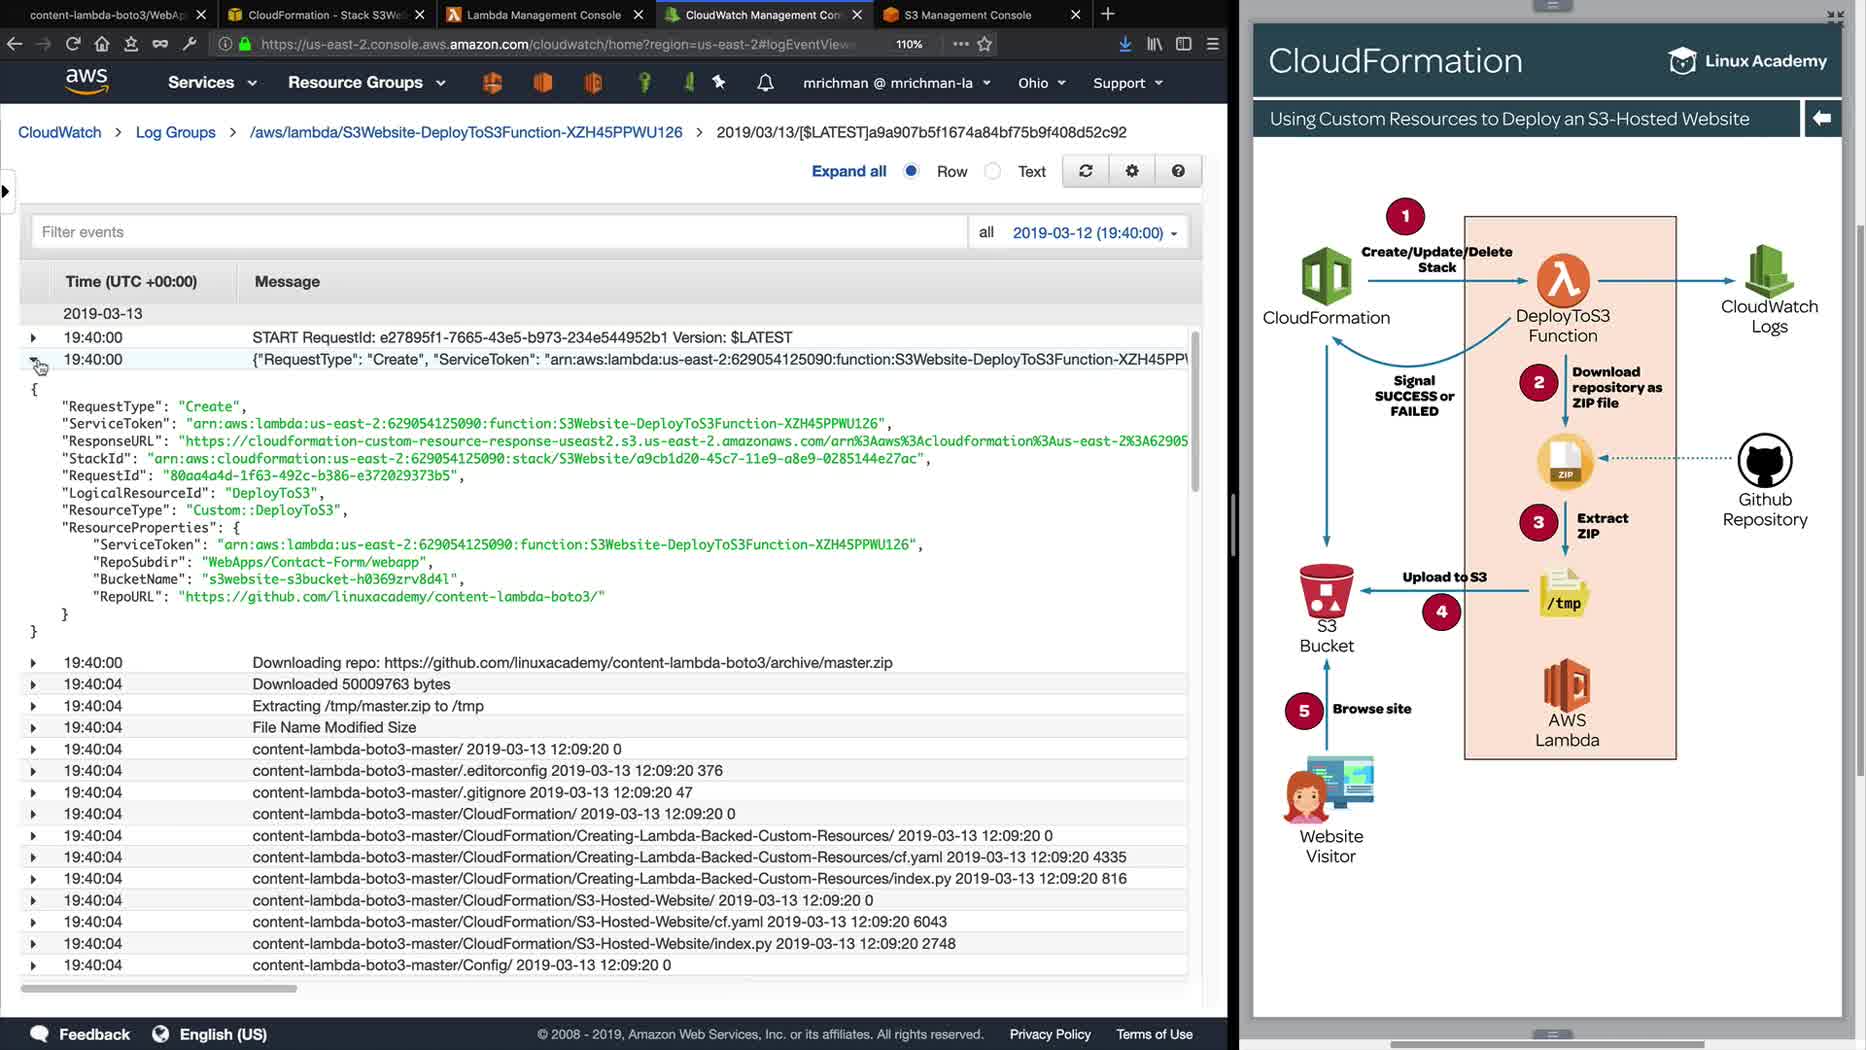 content-lambda-boto3/WebAp
CloudFormation - Stack S3We
Lambda Management Console
CloudWatch Management Con
S3 Management Console
https://us-east-2.console.aws.amazon.com/cloudwatch/home?region=us-east-2#logEventView
110%
aws
Services
Resource Groups
mrichman @ mrichman-la
Ohio
Support
CloudWatch > Log Groups > /aws/lambda/S3Website-DeployToS3Function-XZH45PPWU126 > 2019/03/13/[$LATEST]a9a907b5f1674a84bf75b9f408d52c92
Expand all
Row
Text
Filter events
all
2019-03-12 (19:40:00)
Time (UTC +00:00)
Message
2019-03-13
19:40:00 START RequestId: e27895f1-7665-43e5-b973-234e544952b1 Version: $LATEST
19:40:00 {"RequestType": "Create", "ServiceToken": "arn:aws:lambda:us-east-2:629054125090:function:S3Website-DeployToS3Function-XZH45PPW
{
"RequestType": "Create",
"ServiceToken": "arn:aws:lambda:us-east-2:629054125090:function:S3Website-DeployToS3Function-XZH45PPWU126",
"ResponseURL": "https://cloudformation-custom-resource-response-useast2.s3.us-east-2.amazonaws.com/arn%3Aaws%3Acloudformation%3Aus-east-2%3A62905
"StackId": "arn:aws:cloudformation:us-east-2:629054125090:stack/S3Website/a9cb1d20-45c7-11e9-a8e9-0285144e27ac",
"RequestId": "80aa4a4d-1f63-492c-b386-e372029373b5",
"LogicalResourceId": "DeployToS3",
"ResourceType": "Custom::DeployToS3",
"ResourceProperties": {
"ServiceToken": "arn:aws:lambda:us-east-2:629054125090:function:S3Website-DeployToS3Function-XZH45PPWU126",
"RepoSubdir": "WebApps/Contact-Form/webapp",
"BucketName": "s3website-s3bucket-h0369zrv8d4l",
"RepoURL": "https://github.com/linuxacademy/content-lambda-boto3/"
}
}
19:40:00 Downloading repo: https://github.com/linuxacademy/content-lambda-boto3/archive/master.zip
19:40:04 Downloaded 50009763 bytes
19:40:04 Extracting /tmp/master.zip to /tmp
19:40:04 File Name Modified Size
19:40:04 content-lambda-boto3-master/ 2019-03-13 12:09:20 0
19:40:04 content-lambda-boto3-master/.editorconfig 2019-03-13 12:09:20 376
19:40:04 content-lambda-boto3-master/.gitignore 2019-03-13 12:09:20 47
19:40:04 content-lambda-boto3-master/CloudFormation/ 2019-03-13 12:09:20 0
19:40:04 content-lambda-boto3-master/CloudFormation/Creating-Lambda-Backed-Custom-Resources/ 2019-03-13 12:09:20 0
19:40:04 content-lambda-boto3-master/CloudFormation/Creating-Lambda-Backed-Custom-Resources/cf.yaml 2019-03-13 12:09:20 4335
19:40:04 content-lambda-boto3-master/CloudFormation/Creating-Lambda-Backed-Custom-Resources/index.py 2019-03-13 12:09:20 816
19:40:04 content-lambda-boto3-master/CloudFormation/S3-Hosted-Website/ 2019-03-13 12:09:20 0
19:40:04 content-lambda-boto3-master/CloudFormation/S3-Hosted-Website/cf.yaml 2019-03-13 12:09:20 6043
19:40:04 content-lambda-boto3-master/CloudFormation/S3-Hosted-Website/index.py 2019-03-13 12:09:20 2748
19:40:04 content-lambda-boto3-master/Config/ 2019-03-13 12:09:20 0
Feedback
English (US)
© 2008 - 2019, Amazon Web Services, Inc. or its affiliates. All rights reserved.
Privacy Policy
Terms of Use
CloudFormation
Linux Academy
Using Custom Resources to Deploy an S3-Hosted Website
1
Create/Update/Delete
Stack
CloudFormation
DeployToS3
Function
CloudWatch
Logs
Signal
SUCCESS or
FAILED
2
Download
repository as
ZIP file
ZIP
Github
Repository
3
Extract
ZIP
Upload to S3
4
/tmp
S3
Bucket
AWS
Lambda
5
Browse site
Website
Visitor